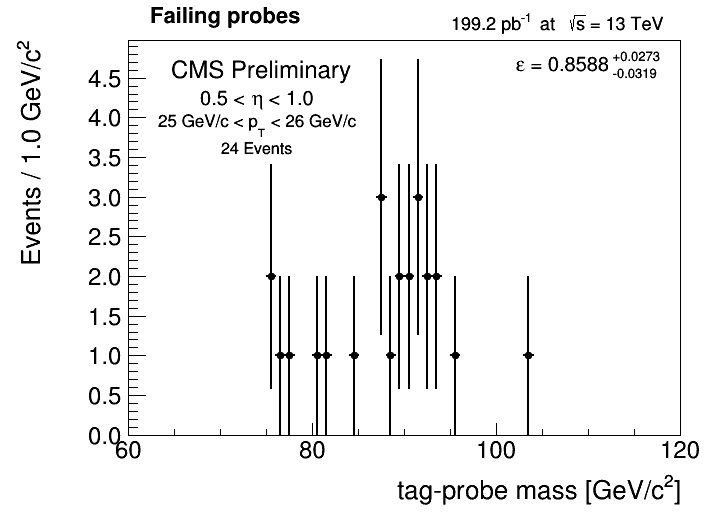 Failing probes
199.2 pb⁻¹ at √s = 13 TeV
CMS Preliminary
0.5 < η < 1.0
25 GeV/c < p_T < 26 GeV/c
24 Events
ε = 0.8588 +0.0273 -0.0319
Events / 1.0 GeV/c²
4.5
4.0
3.5
3.0
2.5
2.0
1.5
1.0
0.5
0.0
60 80 100 120
tag-probe mass [GeV/c²]